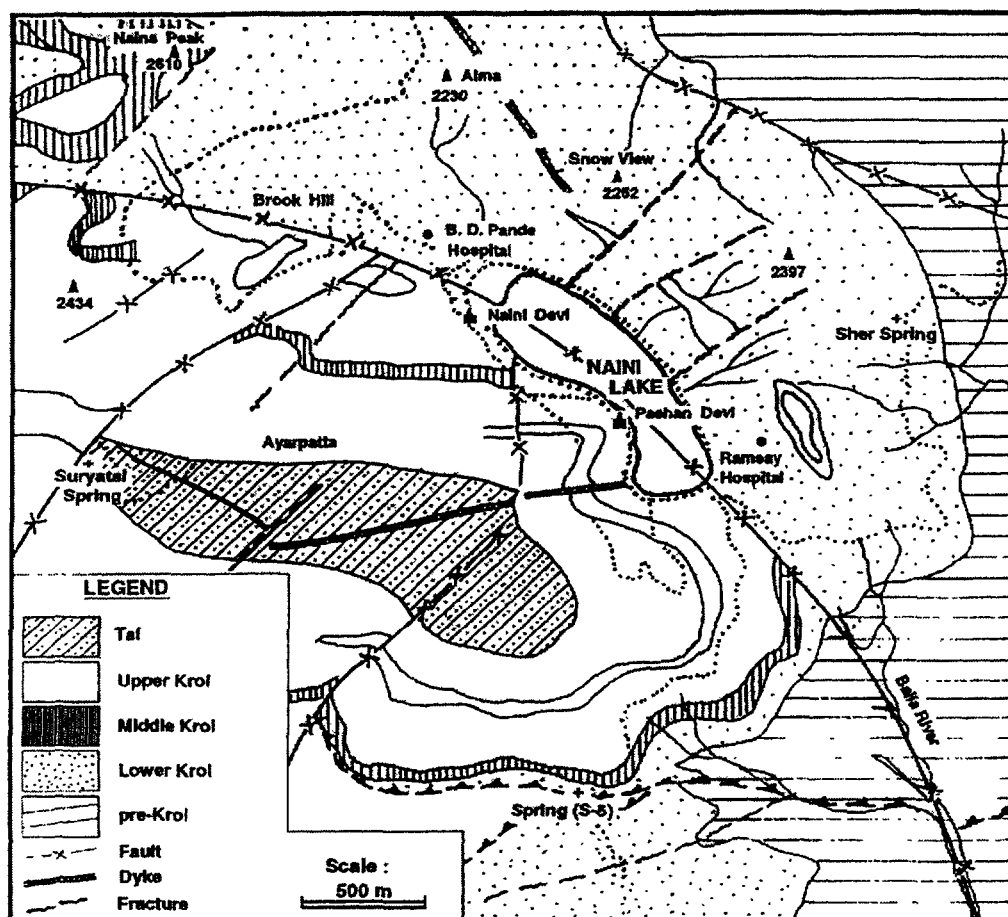 Naina Peak
2610
Alma
2230
Snow View
2262
Brook Hill
B. D. Pande
Hospital
2397
2434
Naini Devi
Sher Spring
NAINI
LAKE
Pashan Devi
Ayarpatta
Ramsay
Hospital
Suryatal
Spring
LEGEND
Tal
Upper Krol
Middle Krol
Lower Krol
pre-Krol
Fault
Dyke
Fracture
Balia River
Spring (S-5)
Scale :
500 m